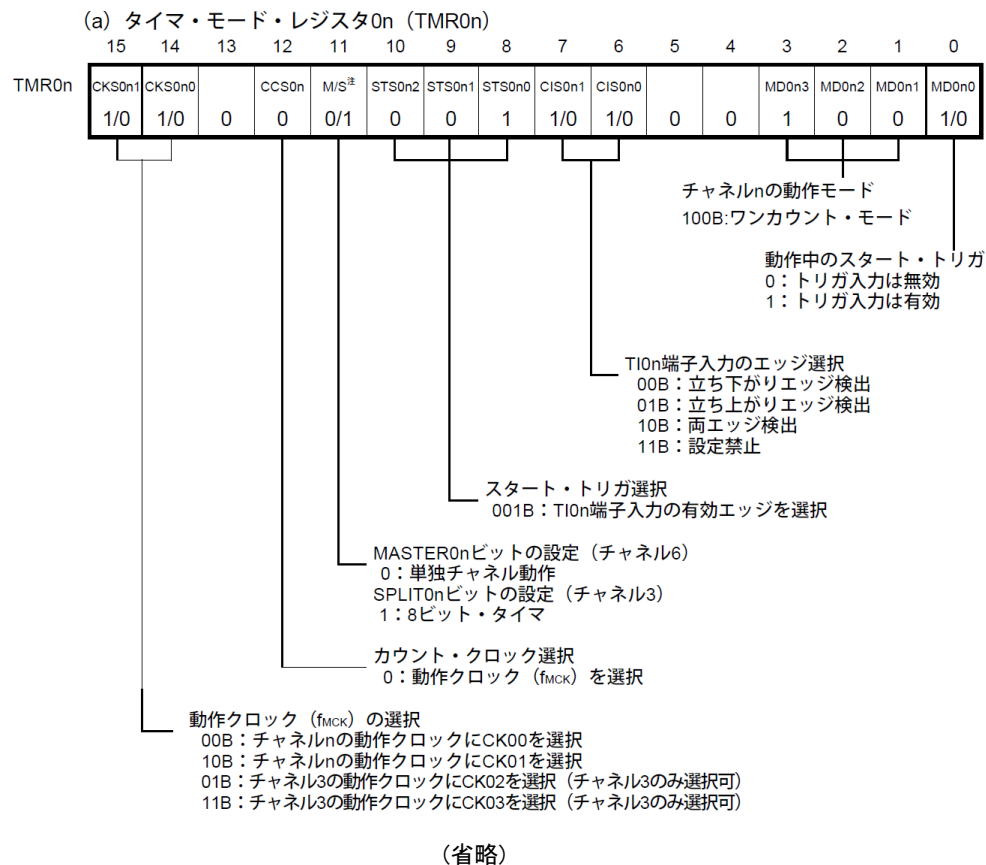 (a) タイマ・モード・レジスタ0n（TMR0n）
15 14 13 12 11 10 9 8 7 6 5 4 3 2 1 0
TMR0n CKS0n1 CKS0n0 CCS0n M/S注 STS0n2 STS0n1 STS0n0 CIS0n1 CIS0n0 MD0n3 MD0n2 MD0n1 MD0n0
1/0 1/0 0 0 0/1 0 0 1 1/0 1/0 0 0 1 0 0 1/0
チャネルnの動作モード
100B:ワンカウント・モード
動作中のスタート・トリガ
0：トリガ入力は無効
1：トリガ入力は有効
TI0n端子入力のエッジ選択
00B：立ち下がりエッジ検出
01B：立ち上がりエッジ検出
10B：両エッジ検出
11B：設定禁止
スタート・トリガ選択
001B：TI0n端子入力の有効エッジを選択
MASTER0nビットの設定（チャネル6）
0：単独チャネル動作
SPLIT0nビットの設定（チャネル3）
1：8ビット・タイマ
カウント・クロック選択
0：動作クロック（fMCK）を選択
動作クロック（fMCK）の選択
00B：チャネルnの動作クロックにCK00を選択
10B：チャネルnの動作クロックにCK01を選択
01B：チャネル3の動作クロックにCK02を選択（チャネル3のみ選択可）
11B：チャネル3の動作クロックにCK03を選択（チャネル3のみ選択可）
（省略）